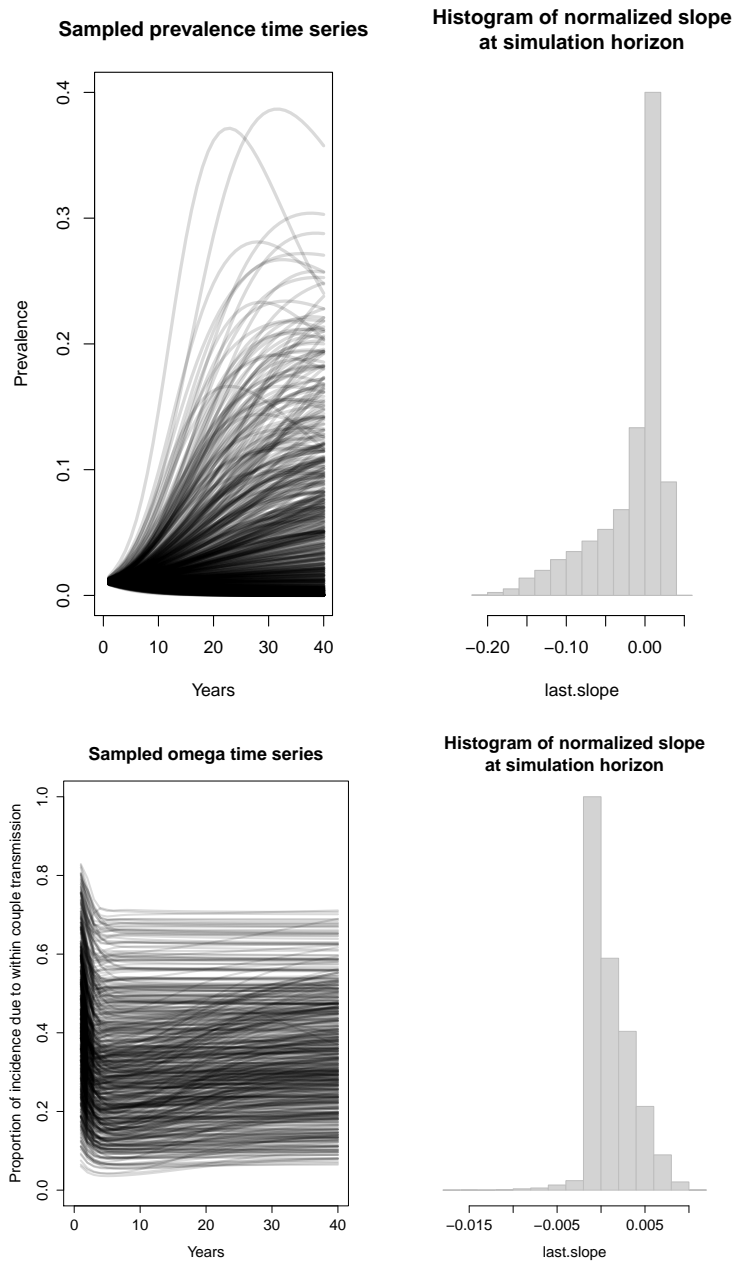 Sampled prevalence time series
Prevalence
0.0
0.1
0.2
0.3
0.4
0
10
20
30
40
Years
Histogram of normalized slope
at simulation horizon
−0.20
−0.10
0.00
last.slope
Sampled omega time series
Proportion of incidence due to within couple transmission
0.0
0.2
0.4
0.6
0.8
1.0
0
10
20
30
40
Years
Histogram of normalized slope
at simulation horizon
−0.015
−0.005
0.005
last.slope